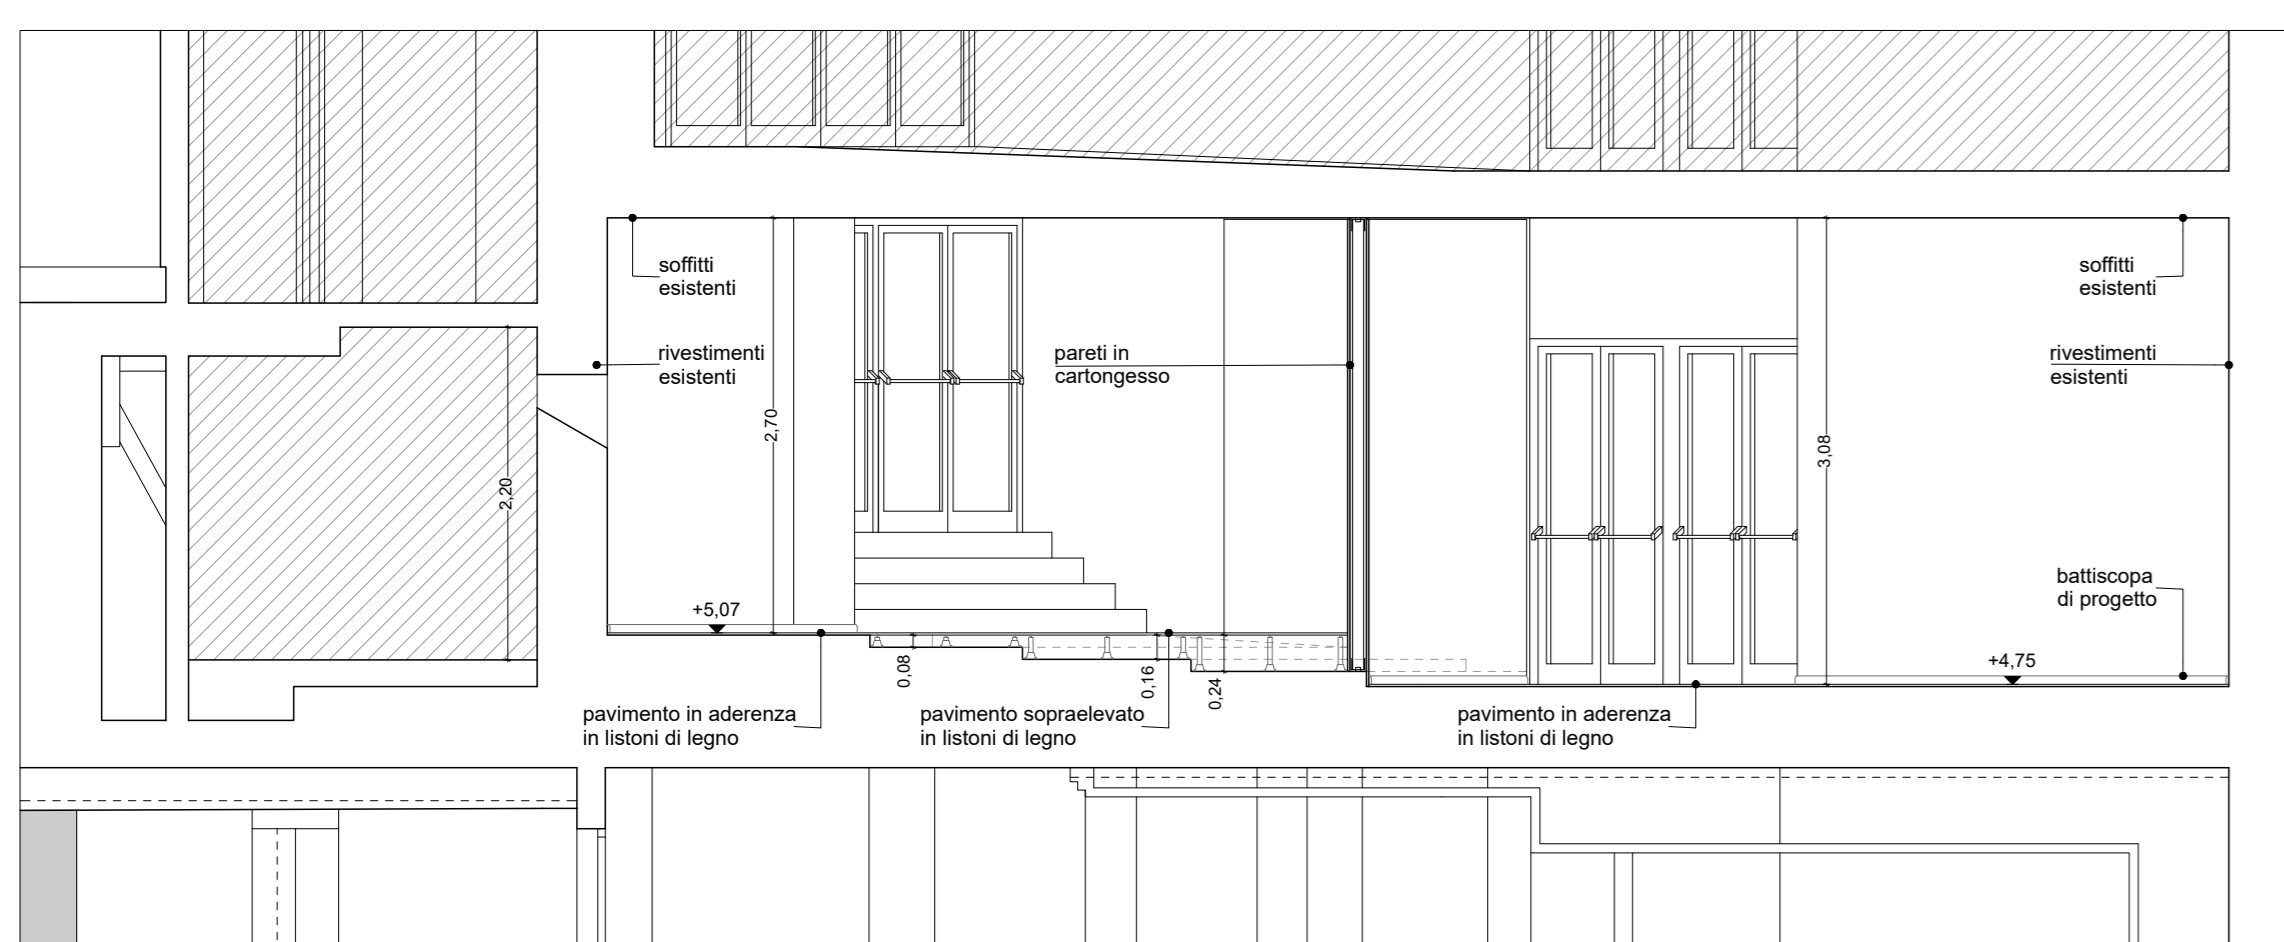 soffitti
esistenti
soffitti
esistenti
rivestimenti
esistenti
pareti in
cartongesso
rivestimenti
esistenti
2,70
3,08
2,20
battiscopa
di progetto
+5,07
+4,75
0,08
0,16
0,24
pavimento in aderenza
in listoni di legno
pavimento sopraelevato
in listoni di legno
pavimento in aderenza
in listoni di legno